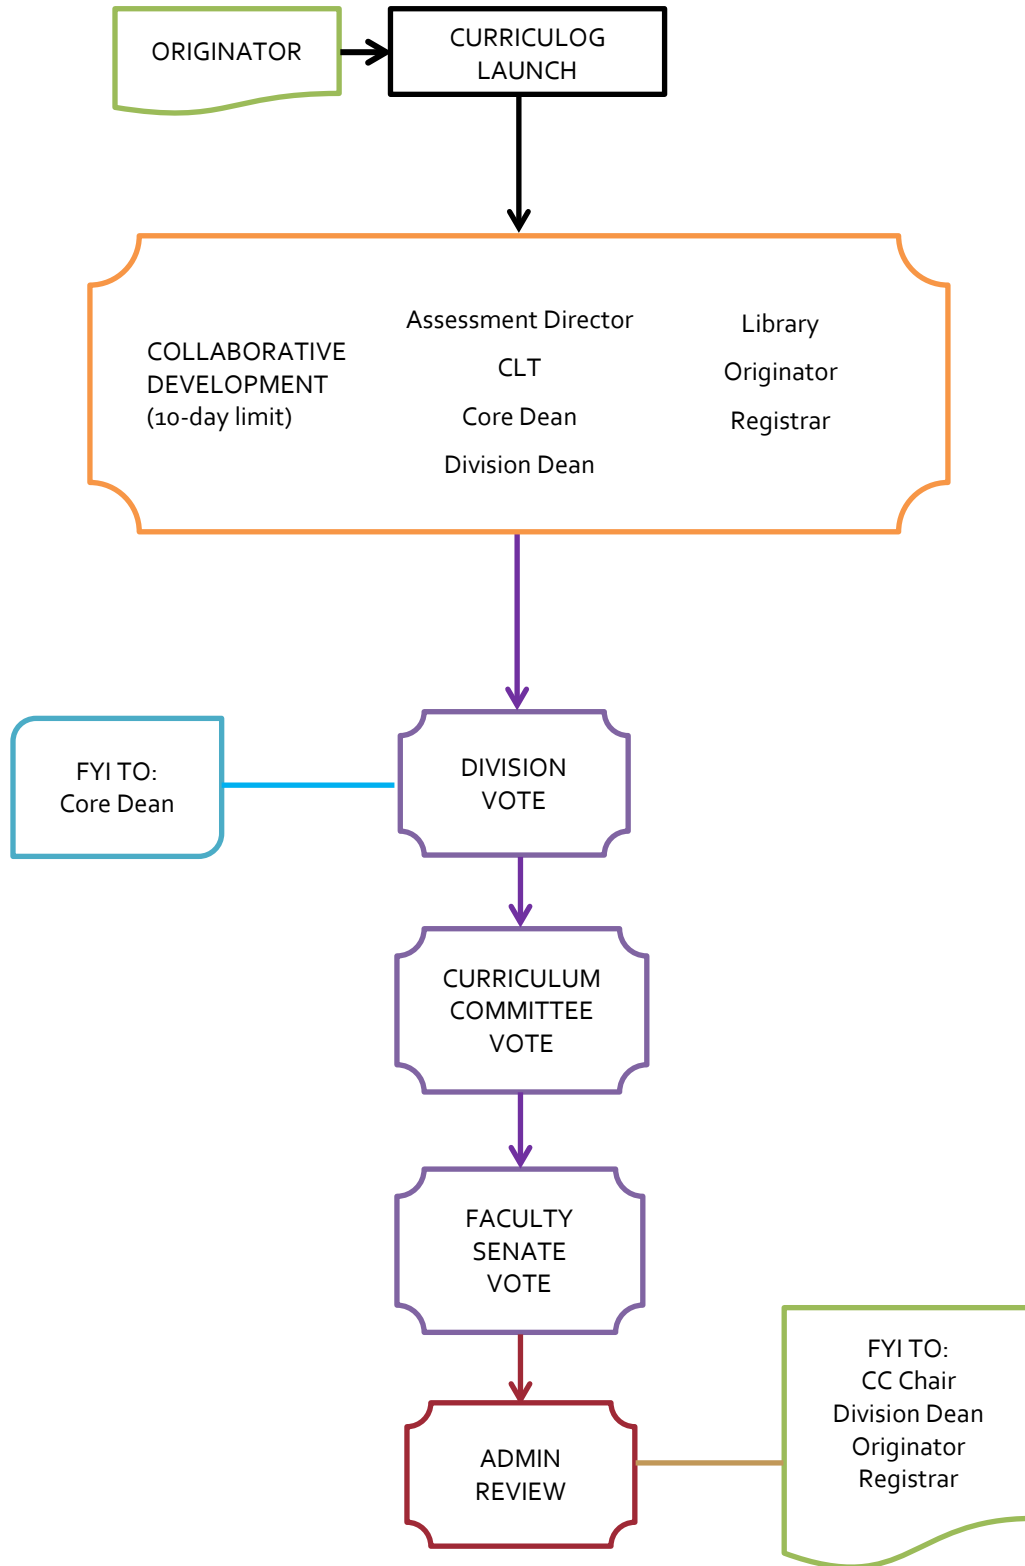 ORIGINATOR
CURRICULOG
LAUNCH
COLLABORATIVE
DEVELOPMENT
(10-day limit)
Assessment Director
CLT
Core Dean
Division Dean
Library
Originator
Registrar
FYI TO:
Core Dean
DIVISION
VOTE
CURRICULUM
COMMITTEE
VOTE
FACULTY
SENATE
VOTE
ADMIN
REVIEW
FYI TO:
CC Chair
Division Dean
Originator
Registrar